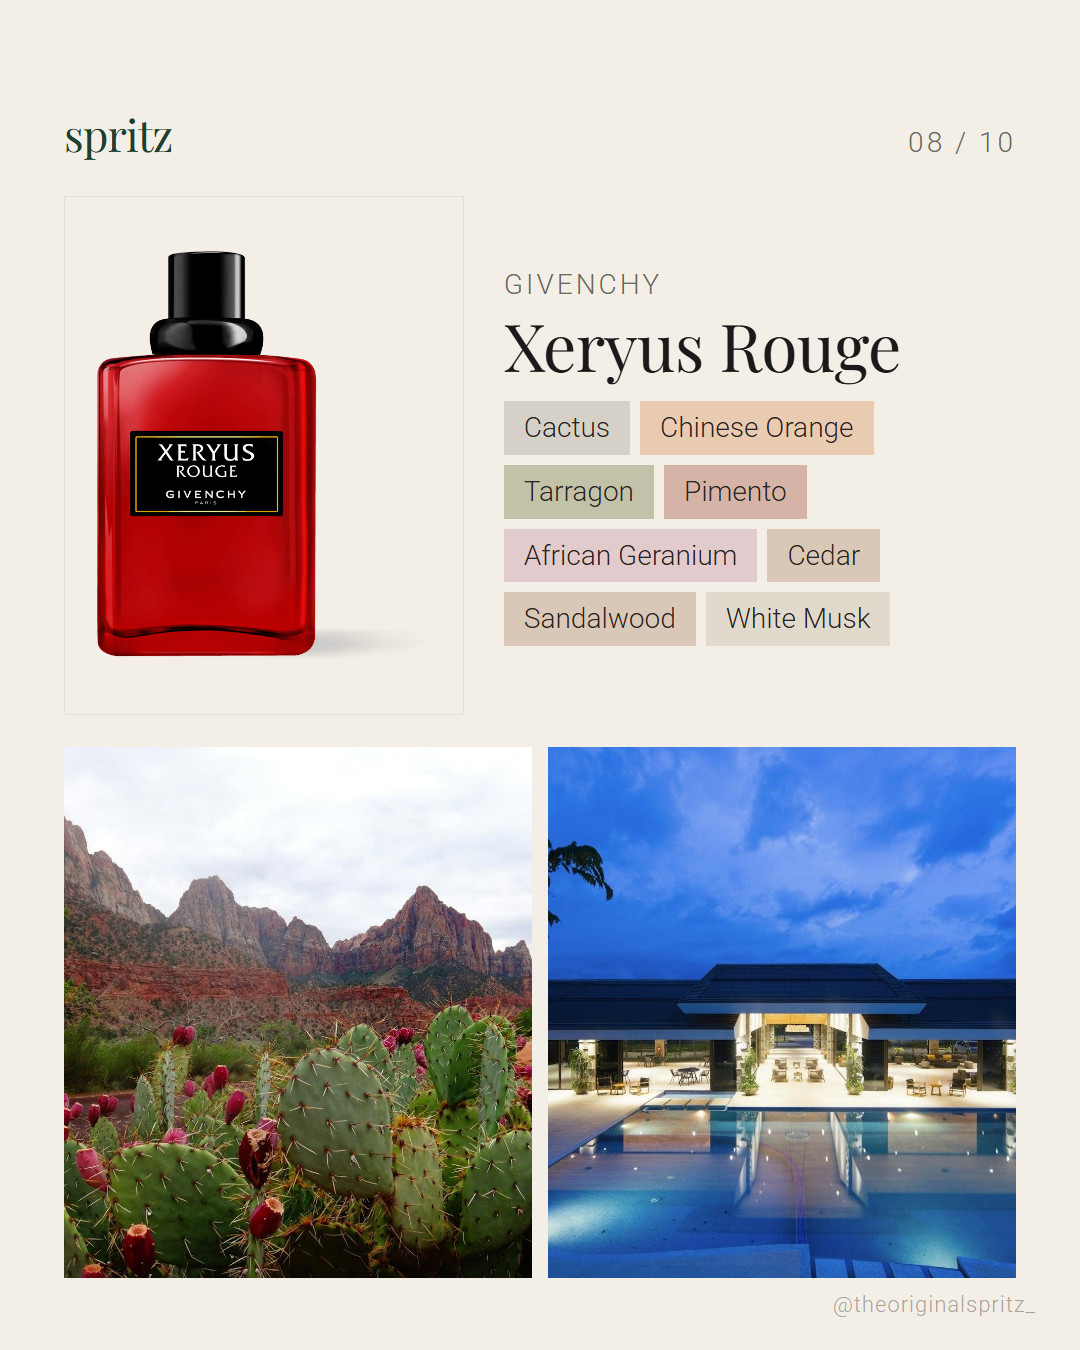 spritz
08 / 10
XERYUS
ROUGE
GIVENCHY
PARIS
GIVENCHY
Xeryus Rouge
Cactus
Chinese Orange
Tarragon
Pimento
African Geranium
Cedar
Sandalwood
White Musk
@theoriginalspritz_